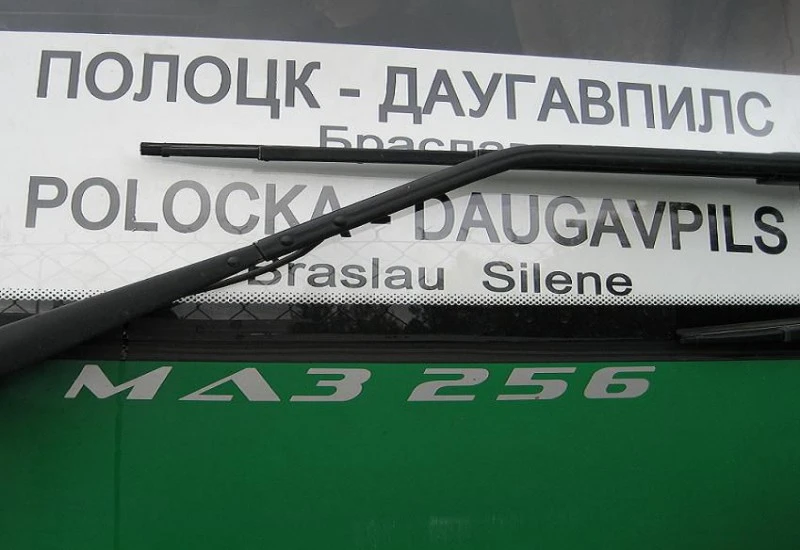 ПОЛОЦК - ДАУГАВПИЛС
POLOCKA - DAUGAVPILS
Braslau Silene
МАЗ 256